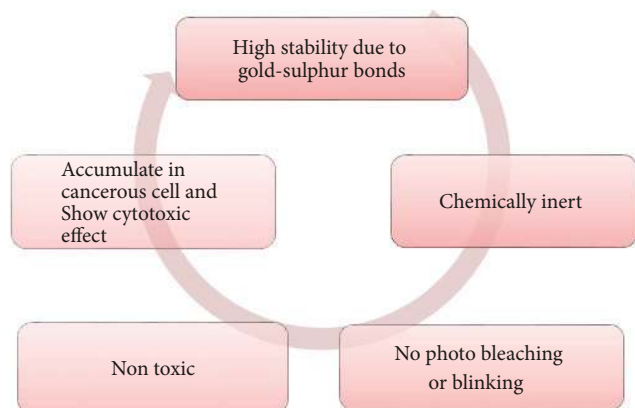 High stability due to
gold-sulphur bonds
Chemically inert
No photo bleaching
or blinking
Non toxic
Accumulate in
cancerous cell and
Show cytotoxic
effect